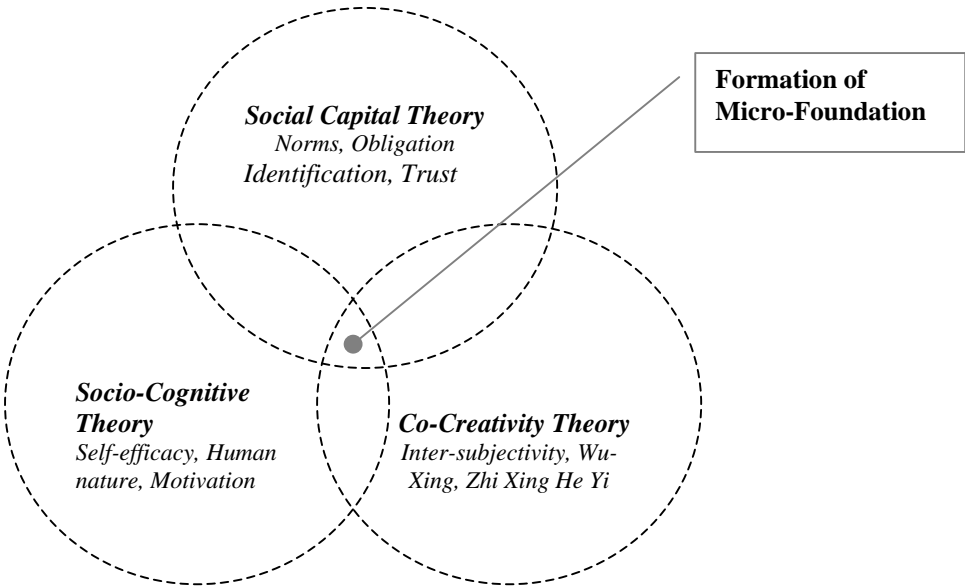 Formation of
Micro-Foundation
Social Capital Theory
Norms, Obligation
Identification, Trust
Socio-Cognitive
Theory
Self-efficacy, Human
nature, Motivation
Co-Creativity Theory
Inter-subjectivity, Wu-
Xing, Zhi Xing He Yi